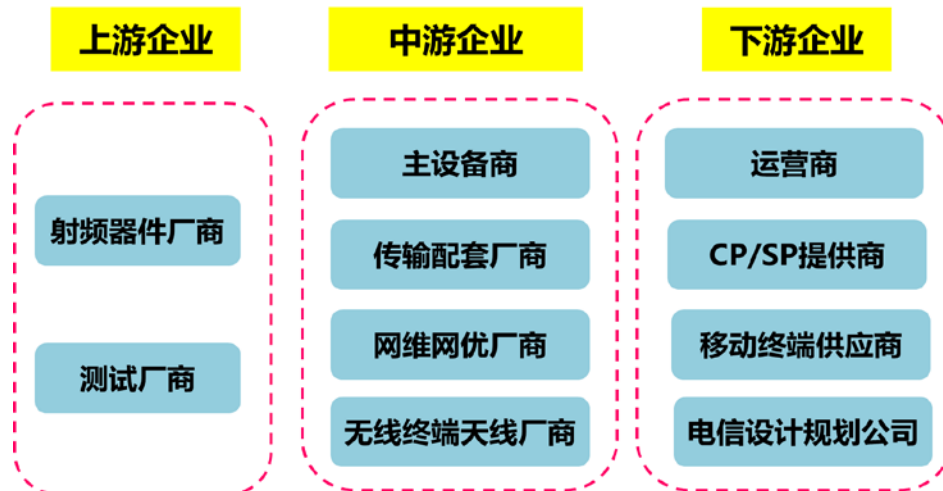 上游企业
中游企业
下游企业
射频器件厂商
测试厂商
主设备商
传输配套厂商
网维网优厂商
无线终端天线厂商
运营商
CP/SP提供商
移动终端供应商
电信设计规划公司